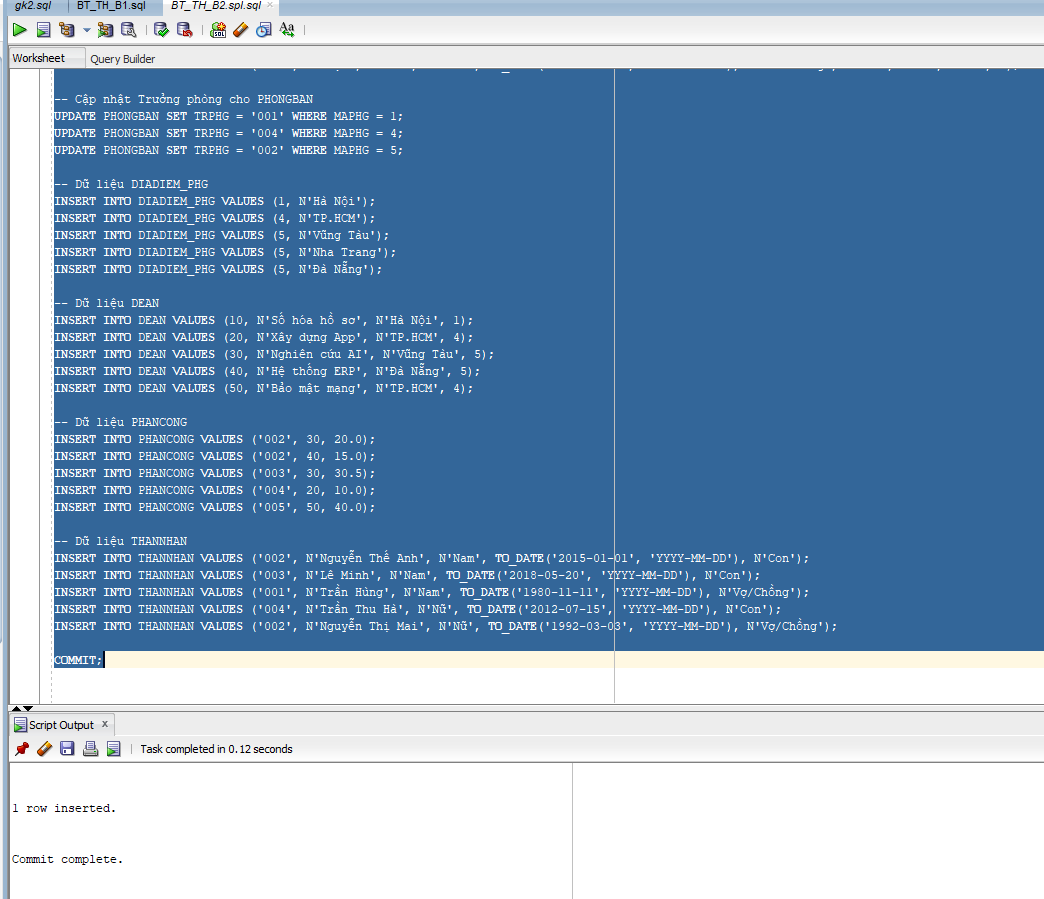 gk2.sql BT_TH_B1.sql BT_TH_B2.spl.sql
Worksheet Query Builder
-- Cập nhật Trưởng phòng cho PHONGBAN
UPDATE PHONGBAN SET TRPHG = '001' WHERE MAPHG = 1;
UPDATE PHONGBAN SET TRPHG = '004' WHERE MAPHG = 4;
UPDATE PHONGBAN SET TRPHG = '002' WHERE MAPHG = 5;
-- Dữ liệu DIADIEM_PHG
INSERT INTO DIADIEM_PHG VALUES (1, N'Hà Nội');
INSERT INTO DIADIEM_PHG VALUES (4, N'TP.HCM');
INSERT INTO DIADIEM_PHG VALUES (5, N'Vũng Tàu');
INSERT INTO DIADIEM_PHG VALUES (5, N'Nha Trang');
INSERT INTO DIADIEM_PHG VALUES (5, N'Đà Nẵng');
-- Dữ liệu DEAN
INSERT INTO DEAN VALUES (10, N'Số hóa hồ sơ', N'Hà Nội', 1);
INSERT INTO DEAN VALUES (20, N'Xây dựng App', N'TP.HCM', 4);
INSERT INTO DEAN VALUES (30, N'Nghiên cứu AI', N'Vũng Tàu', 5);
INSERT INTO DEAN VALUES (40, N'Hệ thống ERP', N'Đà Nẵng', 5);
INSERT INTO DEAN VALUES (50, N'Bảo mật mạng', N'TP.HCM', 4);
-- Dữ liệu PHANCONG
INSERT INTO PHANCONG VALUES ('002', 30, 20.0);
INSERT INTO PHANCONG VALUES ('002', 40, 15.0);
INSERT INTO PHANCONG VALUES ('003', 30, 30.5);
INSERT INTO PHANCONG VALUES ('004', 20, 10.0);
INSERT INTO PHANCONG VALUES ('005', 50, 40.0);
-- Dữ liệu THANNHAN
INSERT INTO THANNHAN VALUES ('002', N'Nguyễn Thế Anh', N'Nam', TO_DATE('2015-01-01', 'YYYY-MM-DD'), N'Con');
INSERT INTO THANNHAN VALUES ('003', N'Lê Minh', N'Nam', TO_DATE('2018-05-20', 'YYYY-MM-DD'), N'Con');
INSERT INTO THANNHAN VALUES ('001', N'Trần Hùng', N'Nam', TO_DATE('1980-11-11', 'YYYY-MM-DD'), N'Vợ/Chồng');
INSERT INTO THANNHAN VALUES ('004', N'Trần Thu Hà', N'Nữ', TO_DATE('2012-07-15', 'YYYY-MM-DD'), N'Con');
INSERT INTO THANNHAN VALUES ('002', N'Nguyễn Thị Mai', N'Nữ', TO_DATE('1992-03-03', 'YYYY-MM-DD'), N'Vợ/Chồng');
COMMIT;
Script Output x
Task completed in 0.12 seconds
1 row inserted.
Commit complete.